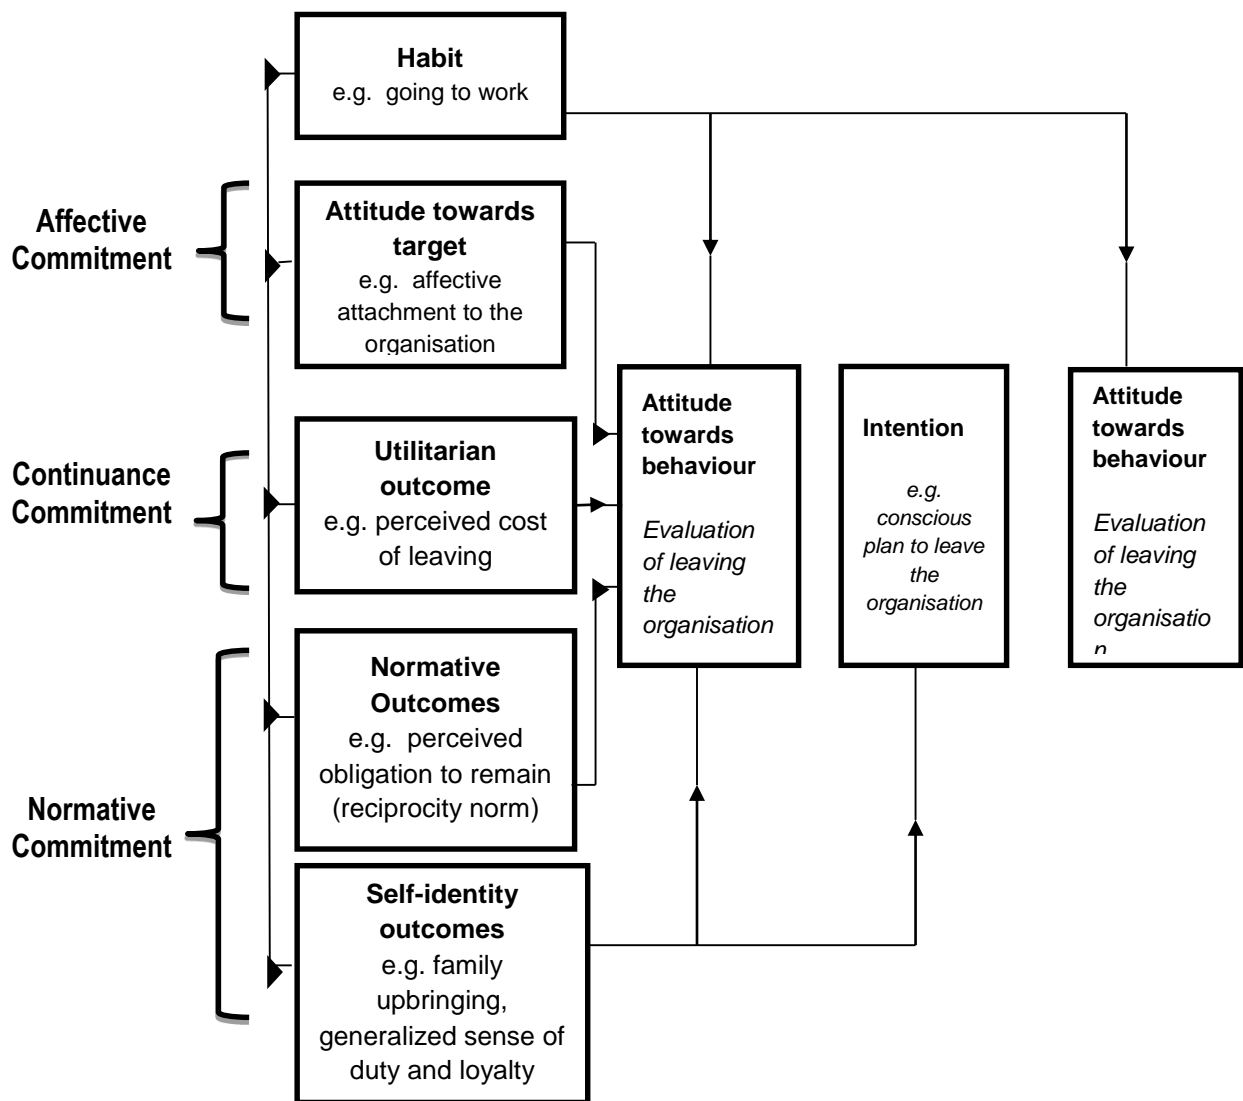 Habit
e.g. going to work
Affective
Commitment
Attitude towards
target
e.g. affective
attachment to the
organisation
Continuance
Commitment
Utilitarian
outcome
e.g. perceived cost
of leaving
Normative
Commitment
Normative
Outcomes
e.g. perceived
obligation to remain
(reciprocity norm)
Self-identity
outcomes
e.g. family
upbringing,
generalized sense of
duty and loyalty
Attitude
towards
behaviour
Evaluation
of leaving
the
organisation
Intention
e.g.
conscious
plan to leave
the
organisation
Attitude
towards
behaviour
Evaluation
of leaving
the
organisatio
n